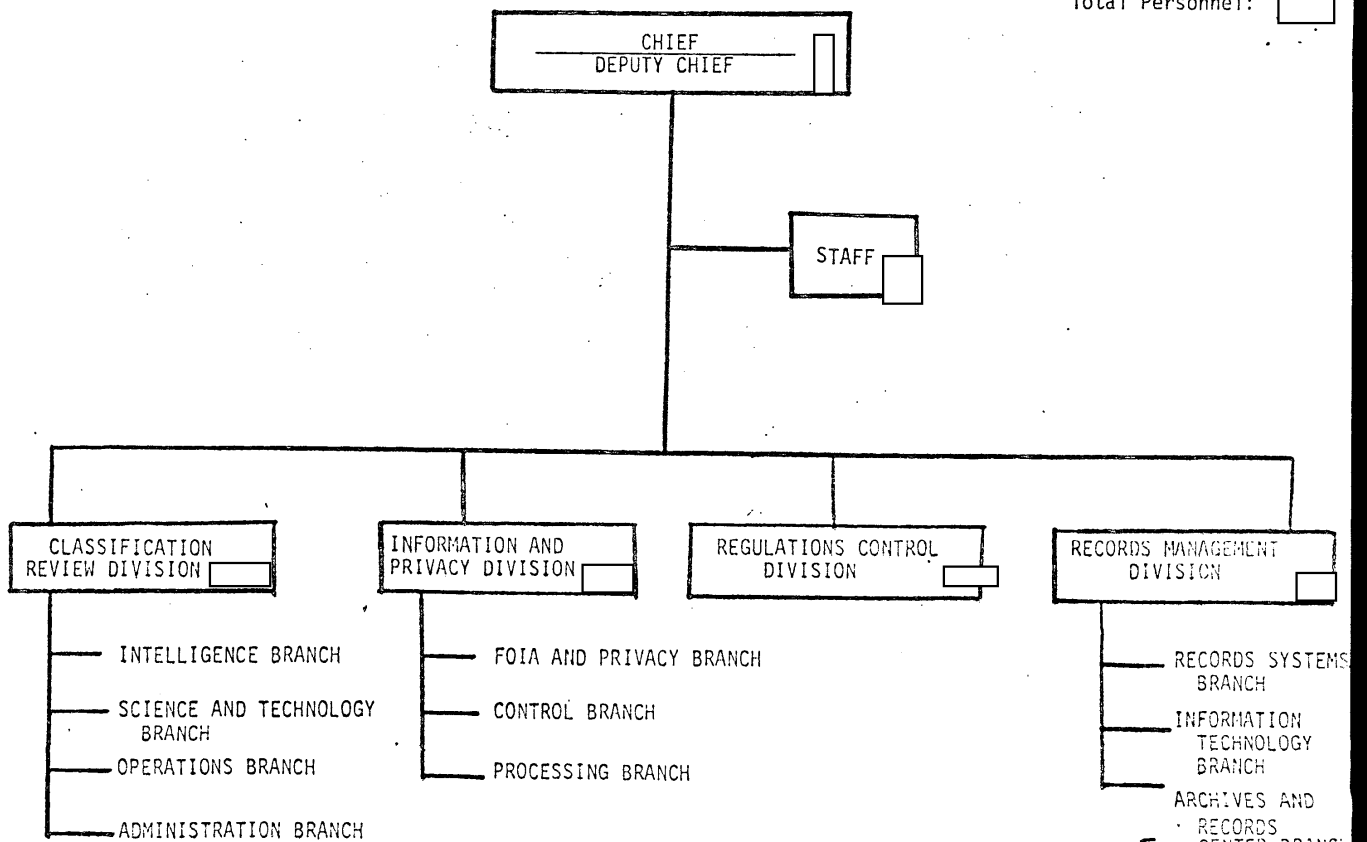 Total Personnel:
CHIEF
DEPUTY CHIEF
STAFF
CLASSIFICATION
REVIEW DIVISION
INFORMATION AND
PRIVACY DIVISION
REGULATIONS CONTROL
DIVISION
RECORDS MANAGEMENT
DIVISION
INTELLIGENCE BRANCH
SCIENCE AND TECHNOLOGY
BRANCH
OPERATIONS BRANCH
ADMINISTRATION BRANCH
FOIA AND PRIVACY BRANCH
CONTROL BRANCH
PROCESSING BRANCH
RECORDS SYSTEMS
BRANCH
INFORMATION
TECHNOLOGY
BRANCH
ARCHIVES AND
RECORDS
CENTER BRANCH